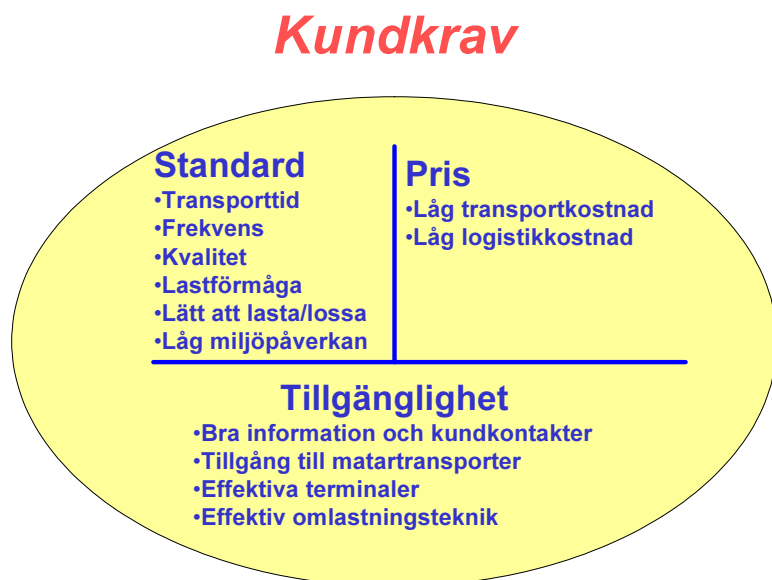 Kundkrav
Standard
•Transporttid
•Frekvens
•Kvalitet
•Lastförmåga
•Lätt att lasta/lossa
•Låg miljöpåverkan
Pris
•Låg transportkostnad
•Låg logistikkostnad
Tillgänglighet
•Bra information och kundkontakter
•Tillgång till matartransporter
•Effektiva terminaler
•Effektiv omlastningsteknik